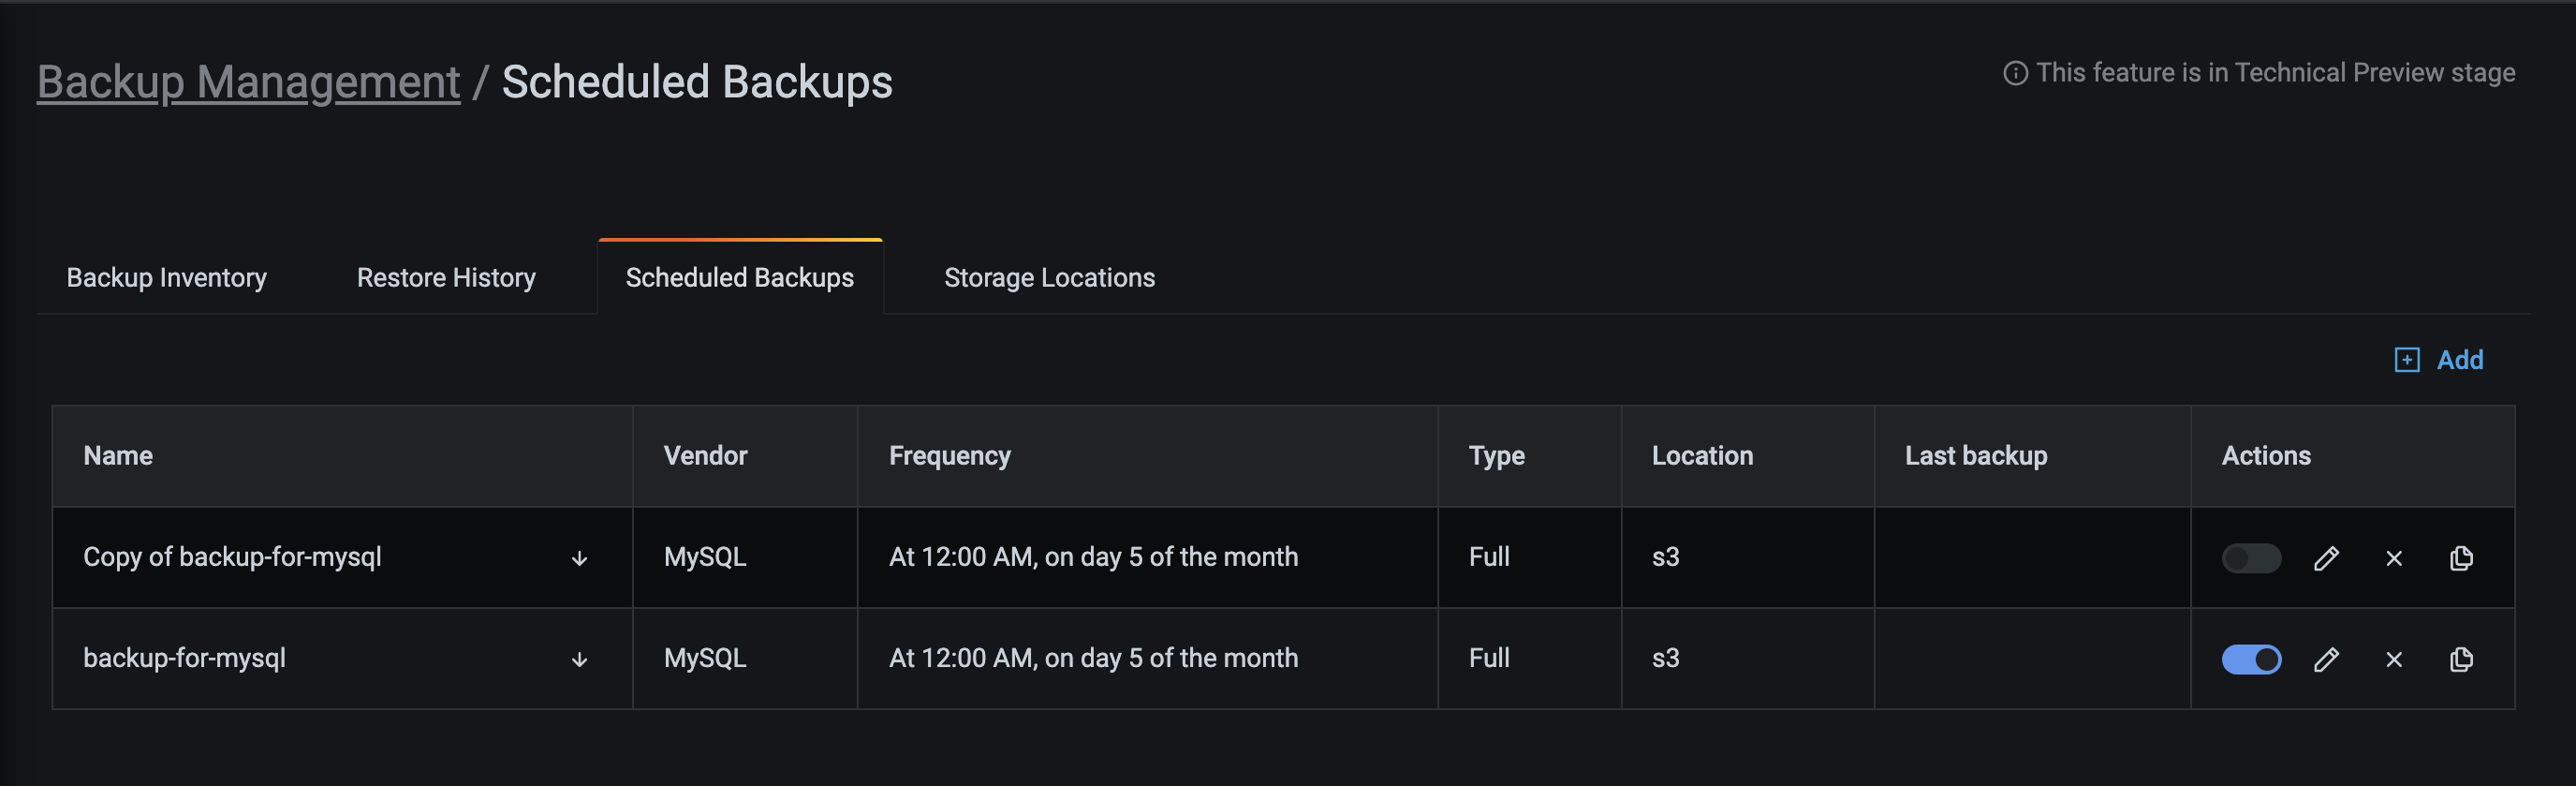 Backup Management / Scheduled Backups
This feature is in Technical Preview stage
Backup Inventory Restore History Scheduled Backups Storage Locations
Add
Name Vendor Frequency Type Location Last backup Actions
Copy of backup-for-mysql MySQL At 12:00 AM, on day 5 of the month Full s3
backup-for-mysql MySQL At 12:00 AM, on day 5 of the month Full s3